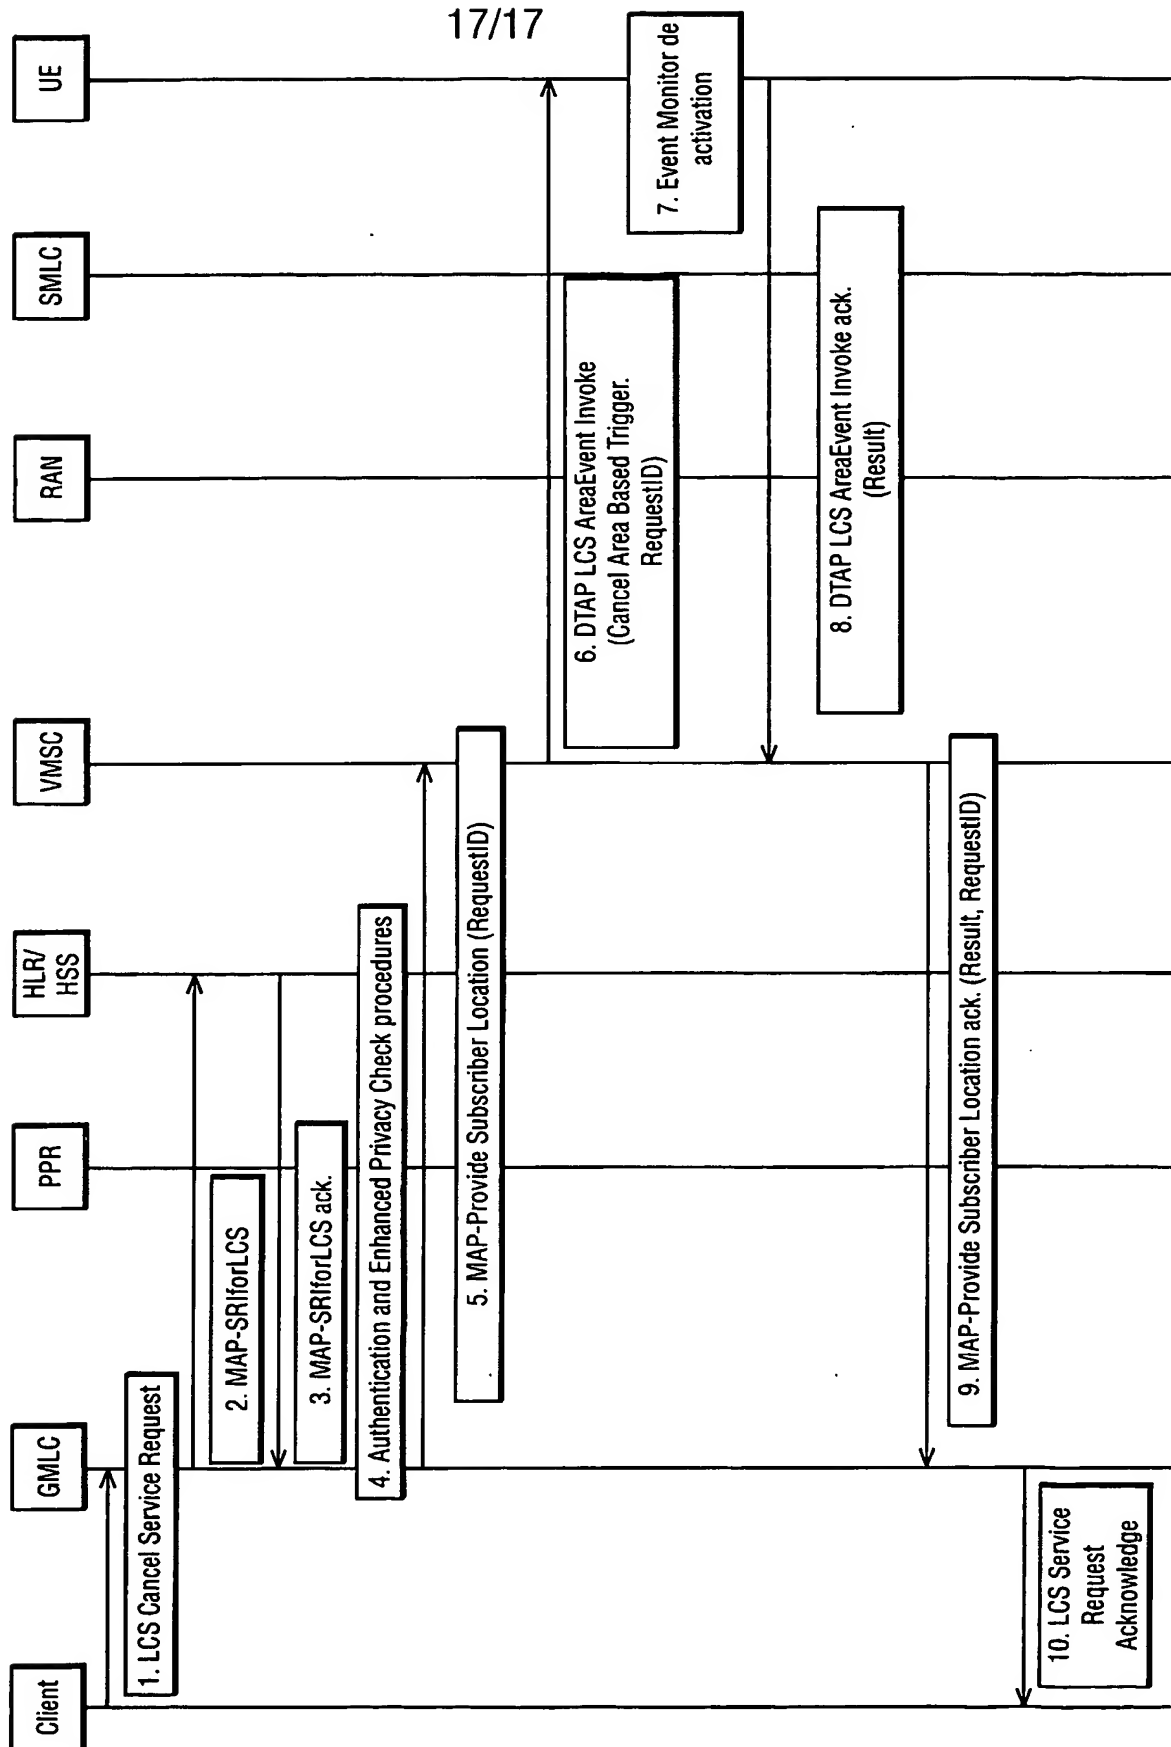 17/17
Client
GMLC
PPR
HLR/
HSS
VMSC
RAN
SMLC
UE
1. LCS Cancel Service Request
2. MAP-SRIforLCS
3. MAP-SRIforLCS ack.
4. Authentication and Enhanced Privacy Check procedures
5. MAP-Provide Subscriber Location (RequestID)
6. DTAP LCS AreaEvent Invoke
(Cancel Area Based Trigger.
RequestID)
7. Event Monitor de
activation
8. DTAP LCS AreaEvent Invoke ack.
(Result)
9. MAP-Provide Subscriber Location ack. (Result, RequestID)
10. LCS Service
Request
Acknowledge